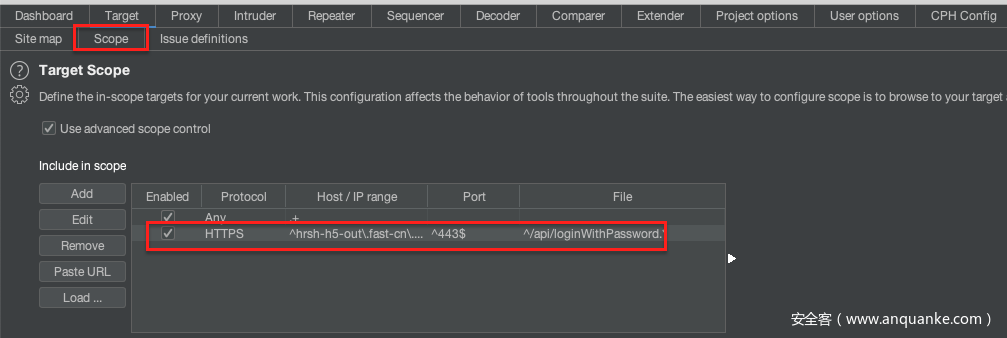 Dashboard Target Proxy Intruder Repeater Sequencer Decoder Comparer Extender Project options User options CPH Config
Site map Scope Issue definitions
? Target Scope
Define the in-scope targets for your current work. This configuration affects the behavior of tools throughout the suite. The easiest way to configure scope is to browse to your target
Use advanced scope control
Include in scope
Add
Edit
Remove
Paste URL
Load ...
Enabled Protocol Host / IP range Port File
Any .+
HTTPS ^hrsh-h5-out\.fast-cn\.... ^443$ ^/api/loginWithPassword.*
安全客（www.anquanke.com）